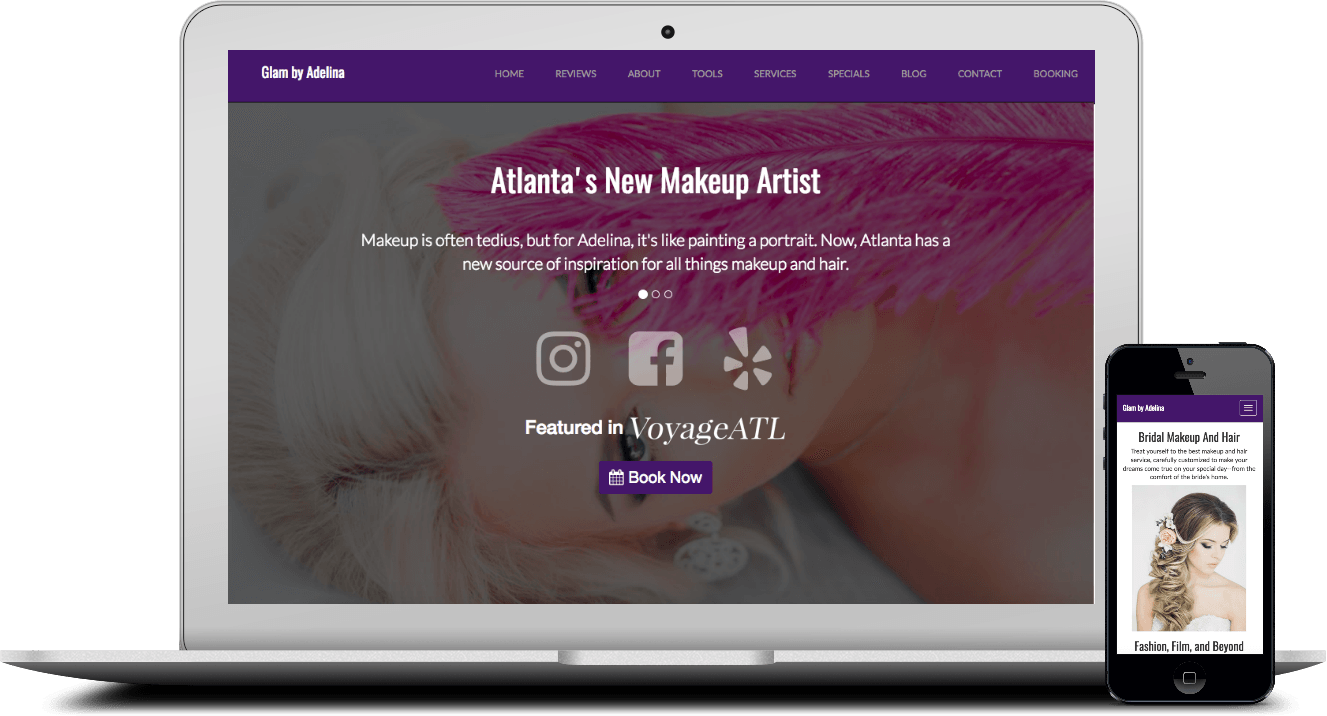 Glam by Adelina
HOME REVIEWS ABOUT TOOLS SERVICES SPECIALS BLOG CONTACT BOOKING
Atlanta's New Makeup Artist
Makeup is often tedius, but for Adelina, it's like painting a portrait. Now, Atlanta has a
new source of inspiration for all things makeup and hair.
Featured in VoyageATL
Book Now
Glam by Adelina
Bridal Makeup And Hair
Treat yourself to the best makeup and hair
service, carefully customized to make your
dreams come true on your special day--from the
comfort of the bride's home.
Fashion, Film, and Beyond